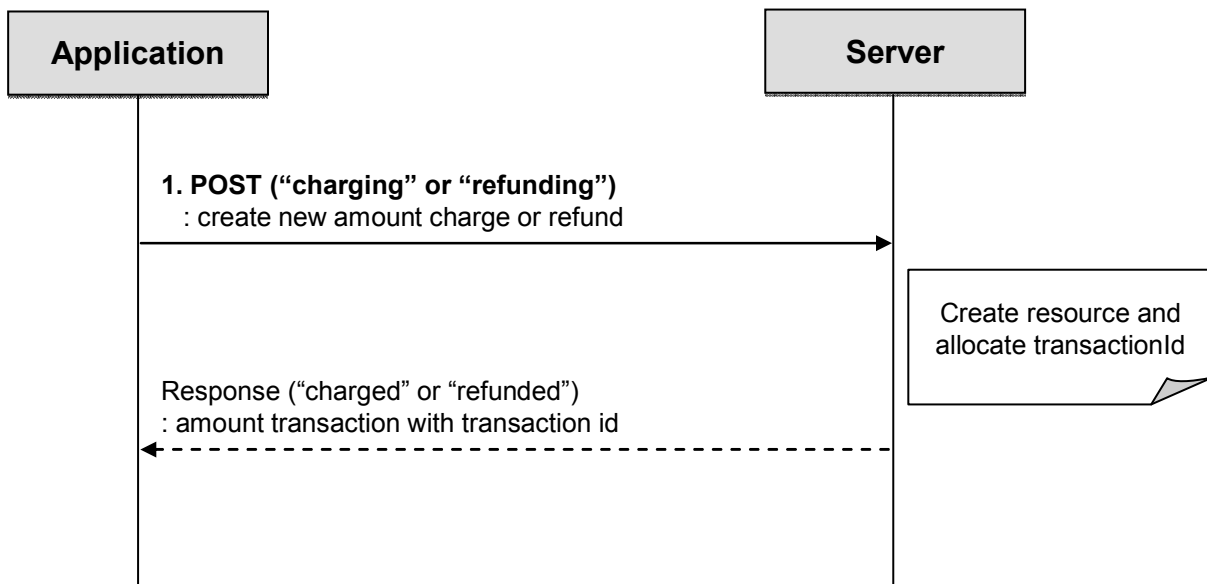 Application
Server
1. POST (“charging” or “refunding”)
: create new amount charge or refund
Create resource and
allocate transactionId
Response (“charged” or “refunded”)
: amount transaction with transaction id